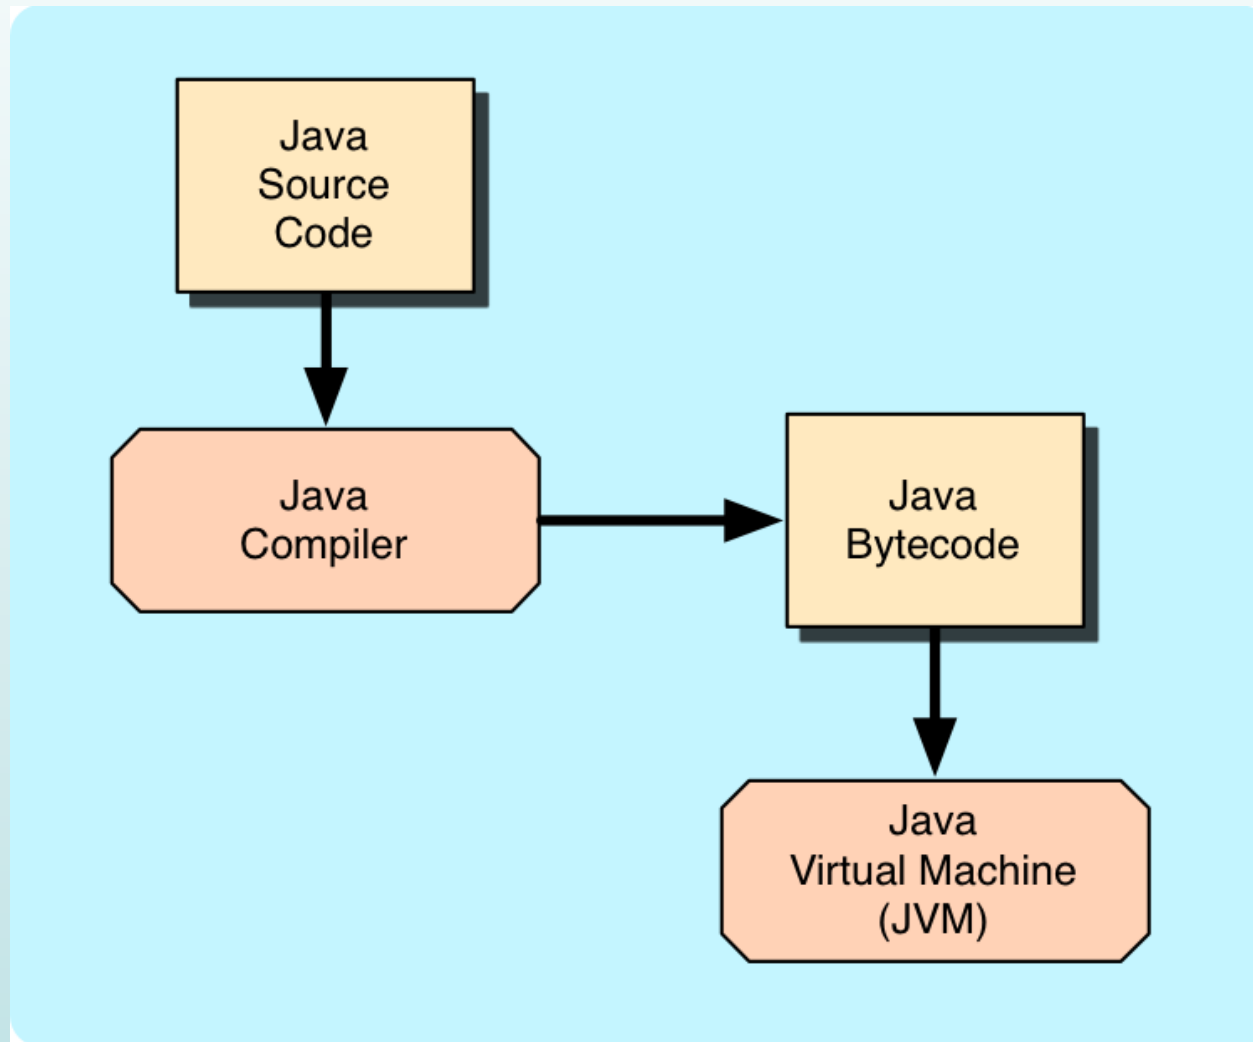 Java
Source
Code
Java
Compiler
Java
Bytecode
Java
Virtual Machine
(JVM)